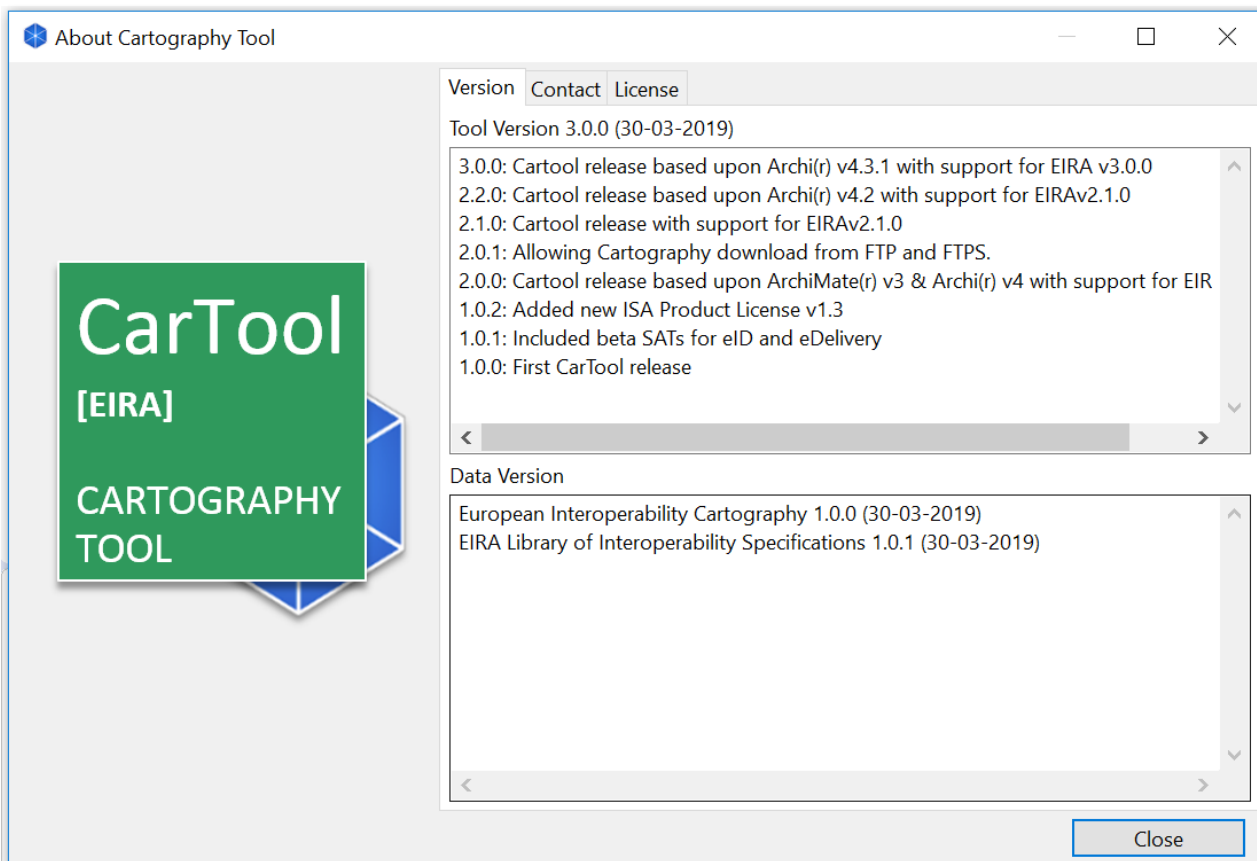 About Cartography Tool
CarTool
[EIRA]
CARTOGRAPHY
TOOL
Version Contact License
Tool Version 3.0.0 (30-03-2019)
3.0.0: Cartool release based upon Archi(r) v4.3.1 with support for EIRA v3.0.0
2.2.0: Cartool release based upon Archi(r) v4.2 with support for EIRAv2.1.0
2.1.0: Cartool release with support for EIRAv2.1.0
2.0.1: Allowing Cartography download from FTP and FTPS.
2.0.0: Cartool release based upon ArchiMate(r) v3 & Archi(r) v4 with support for EIR
1.0.2: Added new ISA Product License v1.3
1.0.1: Included beta SATs for eID and eDelivery
1.0.0: First CarTool release
Data Version
European Interoperability Cartography 1.0.0 (30-03-2019)
EIRA Library of Interoperability Specifications 1.0.1 (30-03-2019)
Close